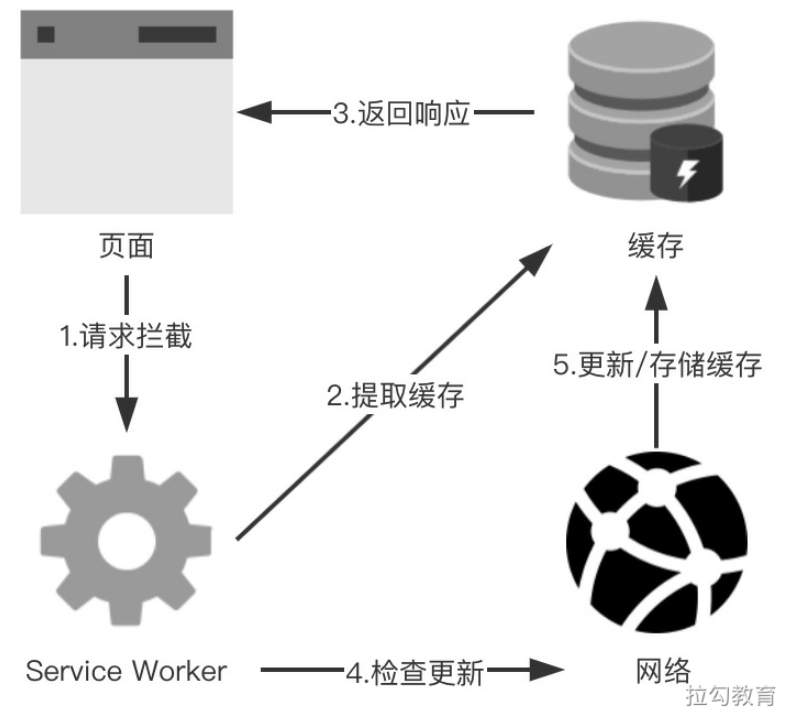 3.返回响应
页面
缓存
1.请求拦截
5.更新/存储缓存
2.提取缓存
Service Worker
4.检查更新
网络
拉勾教育